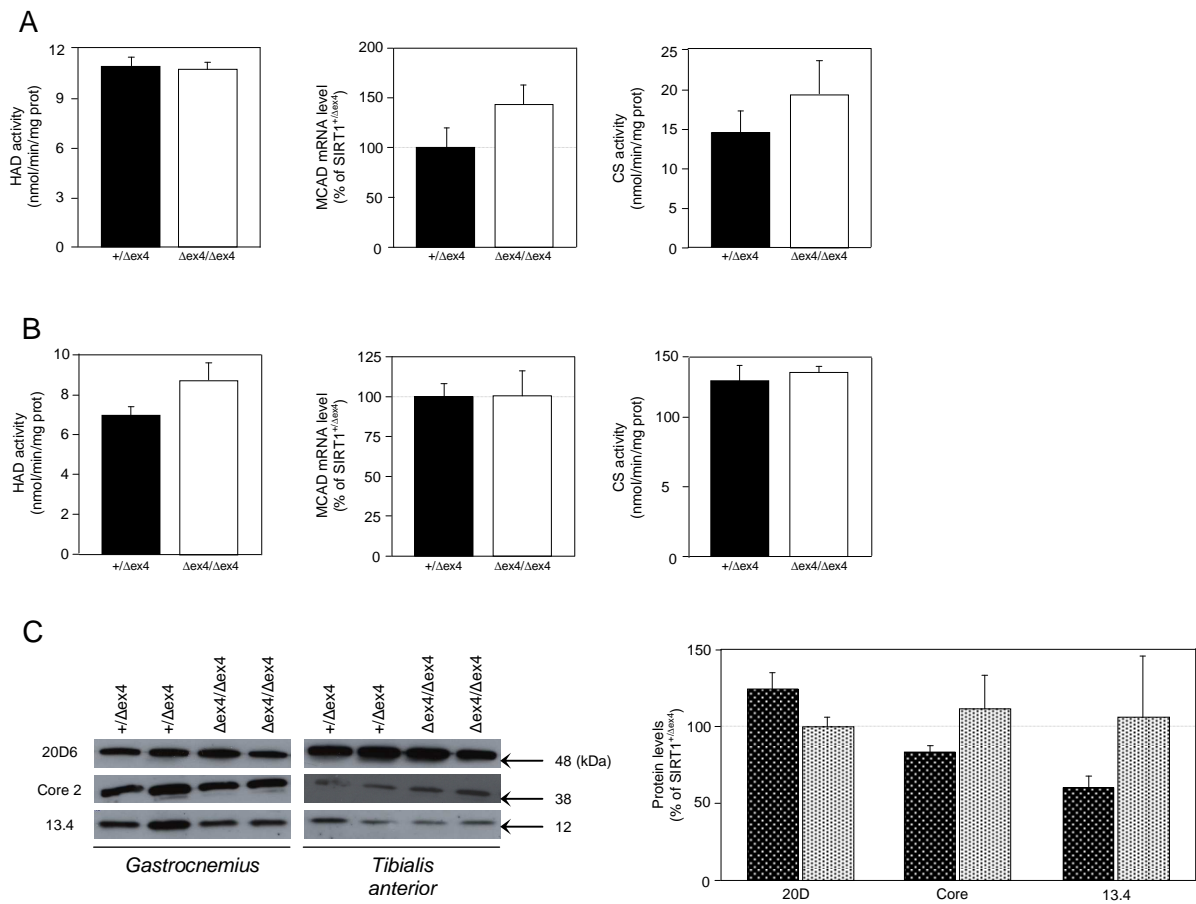 A
HAD activity
(nmol/min/mg prot)
12
9
6
3
0
+/Δex4 Δex4/Δex4
MCAD mRNA level
(% of SIRT1+/Δex4)
200
150
100
50
0
+/Δex4 Δex4/Δex4
CS activity
(nmol/min/mg prot)
25
20
15
10
5
0
+/Δex4 Δex4/Δex4
B
HAD activity
(nmol/min/mg prot)
10
8
6
4
2
0
+/Δex4 Δex4/Δex4
MCAD mRNA level
(% of SIRT1+/Δex4)
125
100
75
50
25
0
+/Δex4 Δex4/Δex4
CS activity
(nmol/min/mg prot)
150
100
5
0
+/Δex4 Δex4/Δex4
C
+/Δex4
+/Δex4
Δex4/Δex4
Δex4/Δex4
+/Δex4
+/Δex4
Δex4/Δex4
Δex4/Δex4
20D6
48 (kDa)
Core 2
38
13.4
12
Gastrocnemius
Tibialis
anterior
Protein levels
(% of SIRT1+/Δex4)
150
100
50
0
20D Core 13.4